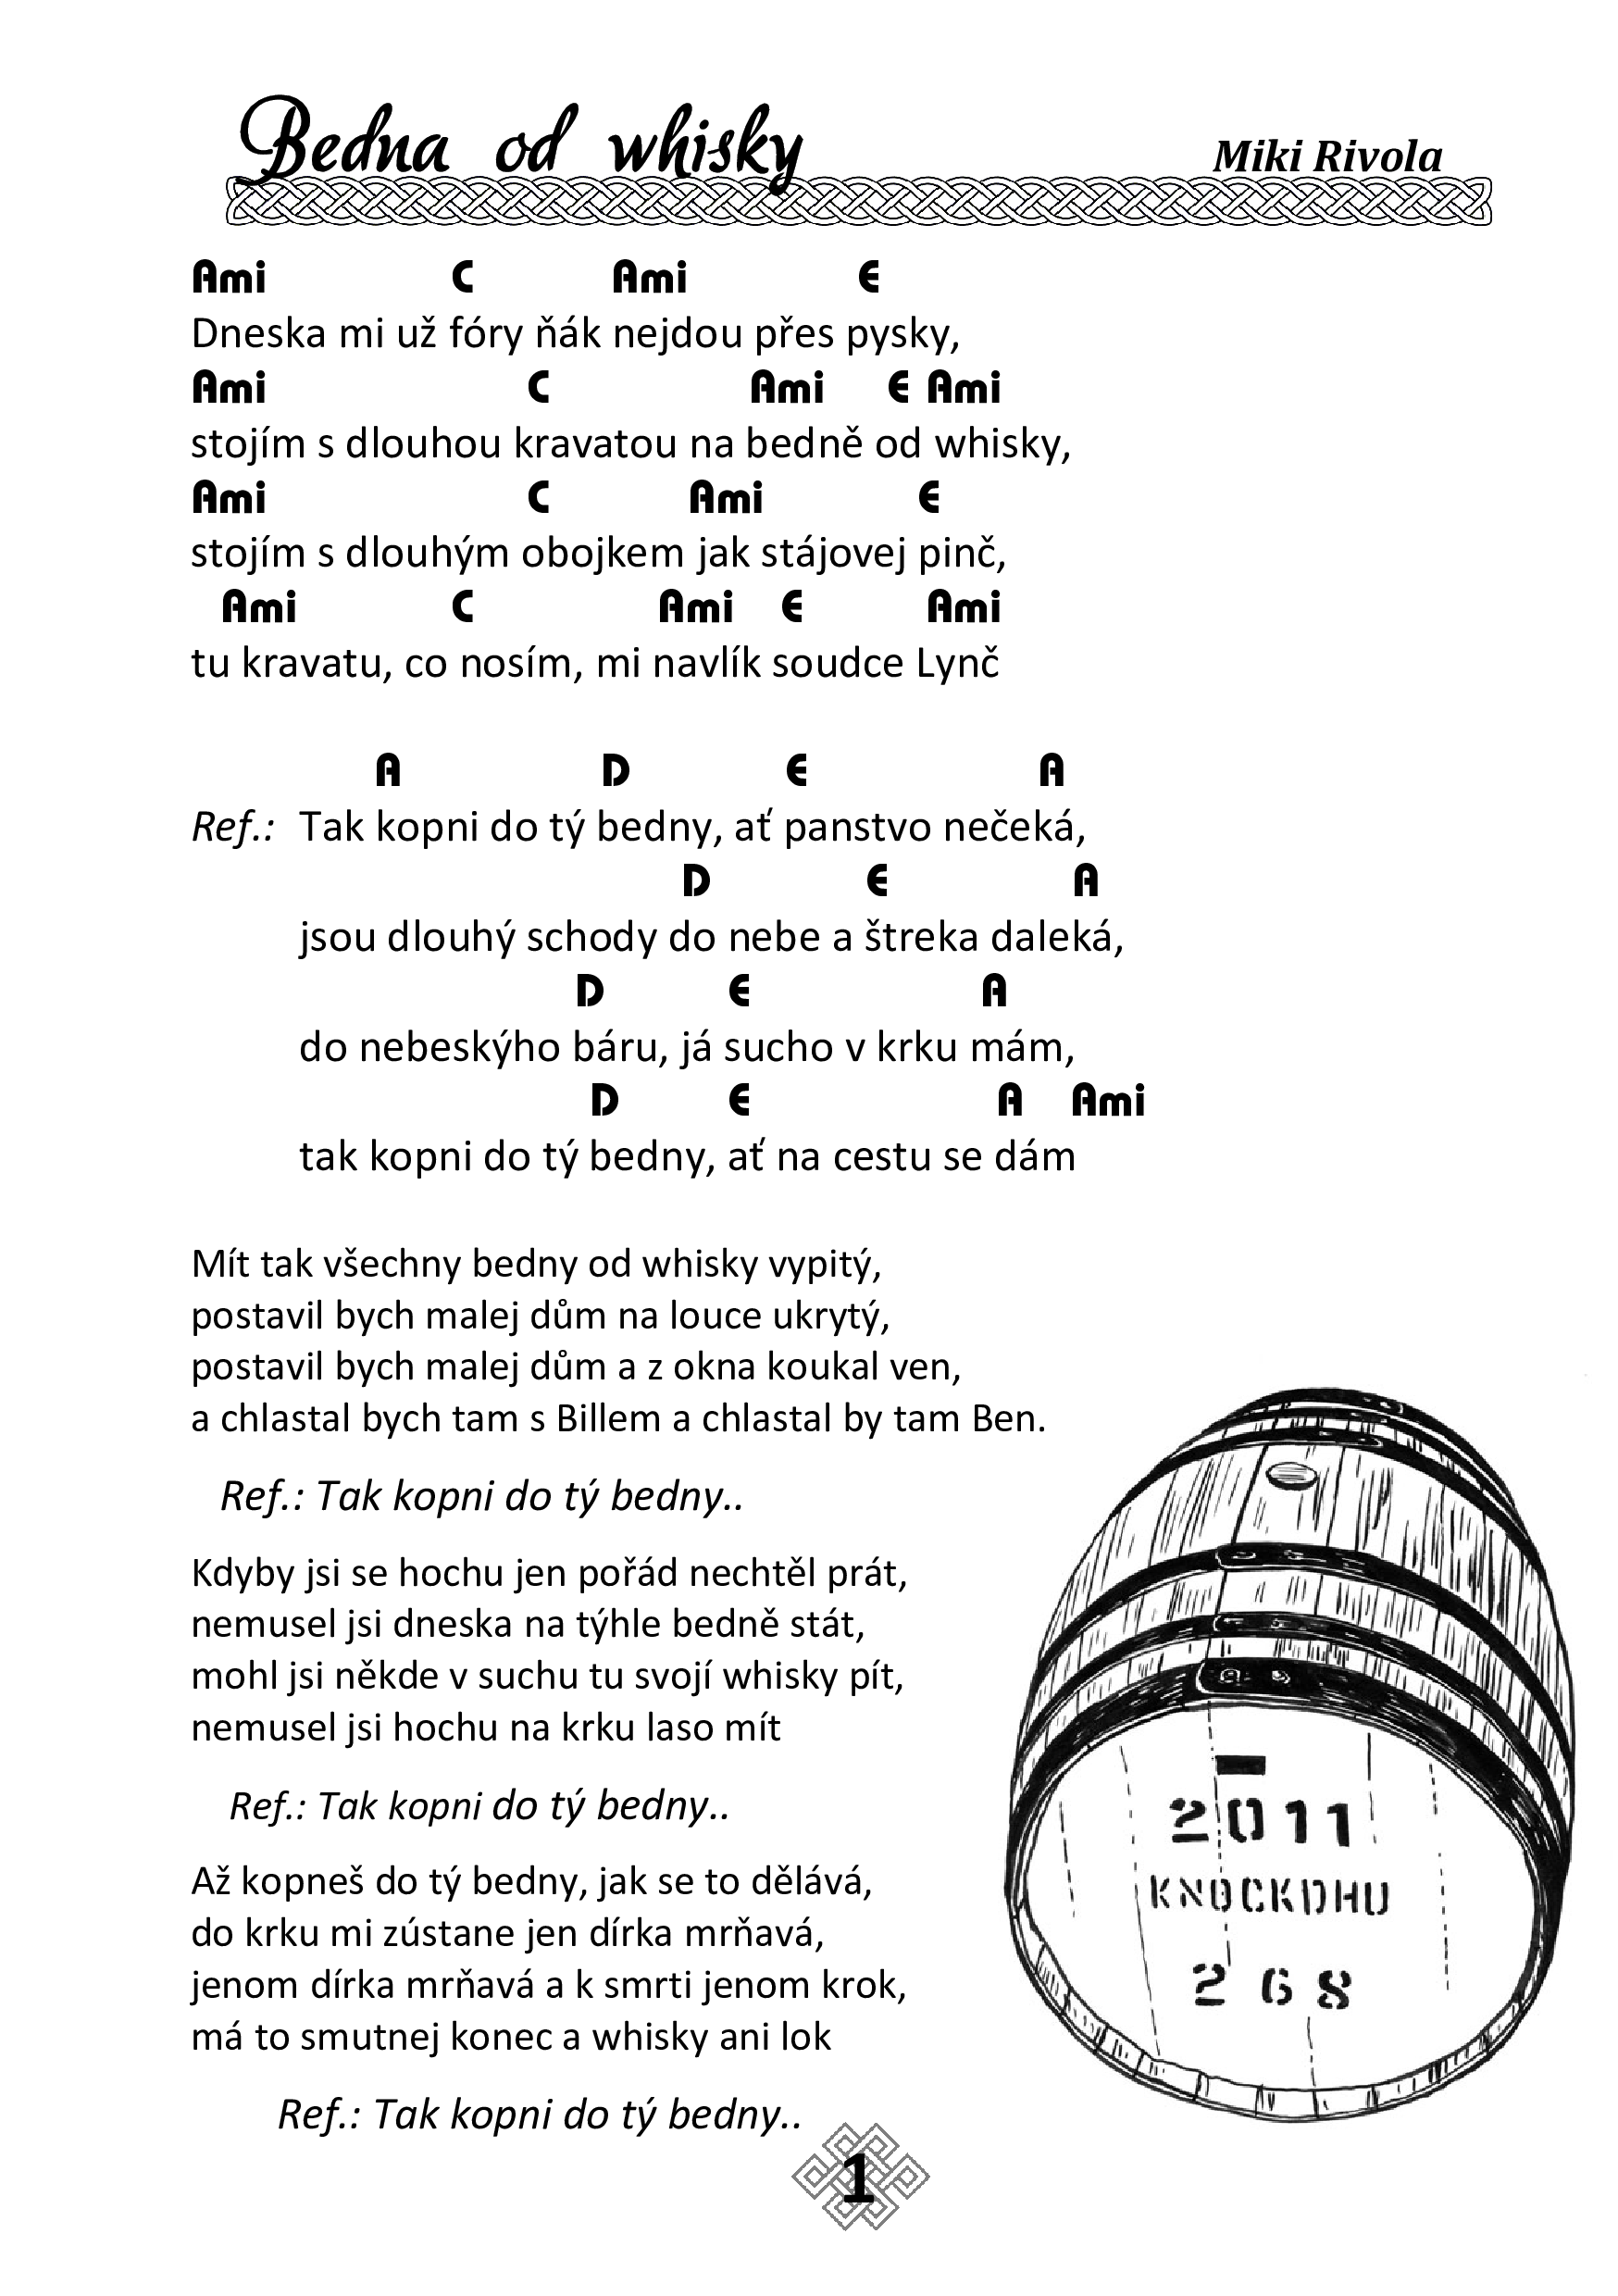 Bedna od whisky
Miki Rivola
Ami C Ami E
Dneska mi už fóry ňák nejdou přes pysky,
Ami C Ami E Ami
stojím s dlouhou kravatou na bedně od whisky,
Ami C Ami E
stojím s dlouhým obojkem jak stájovej pinč,
Ami C Ami E Ami
tu kravatu, co nosím, mi navlík soudce Lynč
A D E A
Ref.: Tak kopni do tý bedny, ať panstvo nečeká,
D E A
jsou dlouhý schody do nebe a štreka daleká,
D E A
do nebeskýho báru, já sucho v krku mám,
D E A Ami
tak kopni do tý bedny, ať na cestu se dám
Mít tak všechny bedny od whisky vypitý,
postavil bych malej dům na louce ukrytý,
postavil bych malej dům a z okna koukal ven,
a chlastal bych tam s Billem a chlastal by tam Ben.
Ref.: Tak kopni do tý bedny..
Kdyby jsi se hochu jen pořád nechtěl prát,
nemusel jsi dneska na týhle bedně stát,
mohl jsi někde v suchu tu svojí whisky pít,
nemusel jsi hochu na krku laso mít
Ref.: Tak kopni do tý bedny..
Až kopneš do tý bedny, jak se to dělává,
do krku mi zústane jen dírka mrňavá,
jenom dírka mrňavá a k smrti jenom krok,
má to smutnej konec a whisky ani lok
Ref.: Tak kopni do tý bedny..
2011
KNOCKDHU
268
1